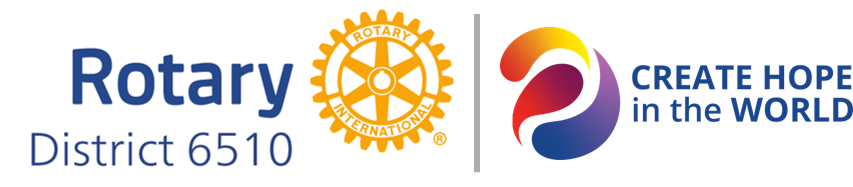 Rotary
District 6510
ROTARY
INTERNATIONAL
®
CREATE HOPE
in the WORLD